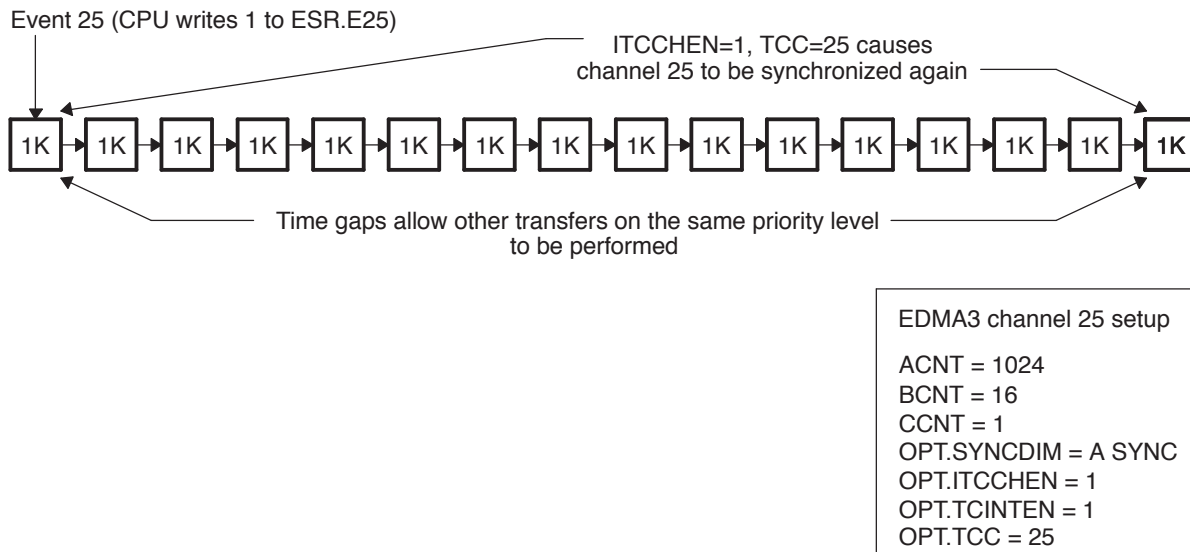 Event 25 (CPU writes 1 to ESR.E25)
ITCCHEN=1, TCC=25 causes
channel 25 to be synchronized again
1K 1K 1K 1K 1K 1K 1K 1K 1K 1K 1K 1K 1K 1K 1K 1K
Time gaps allow other transfers on the same priority level
to be performed
EDMA3 channel 25 setup
ACNT = 1024
BCNT = 16
CCNT = 1
OPT.SYNCDIM = A SYNC
OPT.ITCCHEN = 1
OPT.TCINTEN = 1
OPT.TCC = 25